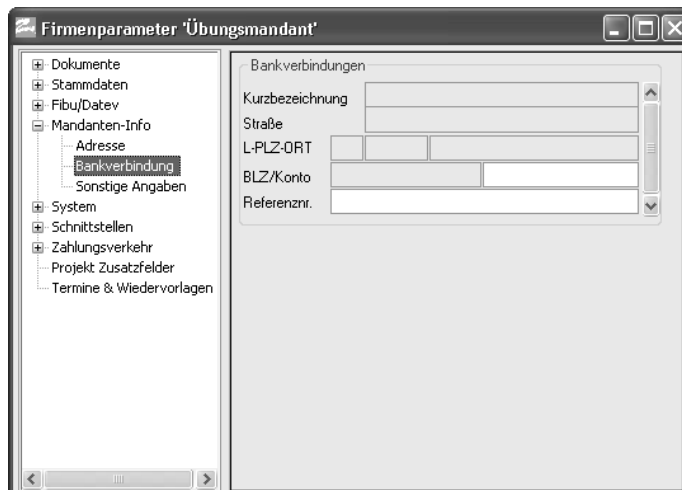 Firmenparameter 'Übungsmandant'
Dokumente
Stammdaten
Fibu/Datev
Mandanten-Info
Adresse
Bankverbindung
Sonstige Angaben
System
Schnittstellen
Zahlungsverkehr
Projekt Zusatzfelder
Termine & Wiedervorlagen
Bankverbindungen
Kurzbezeichnung
Straße
L-PLZ-ORT
BLZ/Konto
Referenznr.